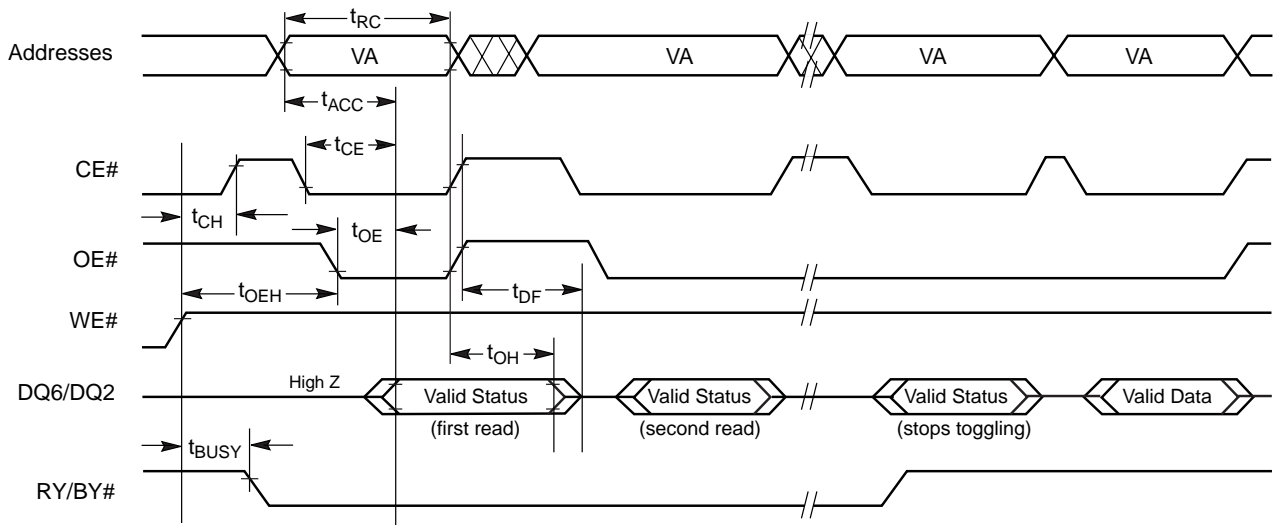 tRC
Addresses VA VA VA VA
tACC
tCE
CE#
tCH tOE
OE#
tOEH tDF
WE#
tOH
DQ6/DQ2 High Z Valid Status Valid Status Valid Status Valid Data
(first read) (second read) (stops toggling)
tBUSY
RY/BY#